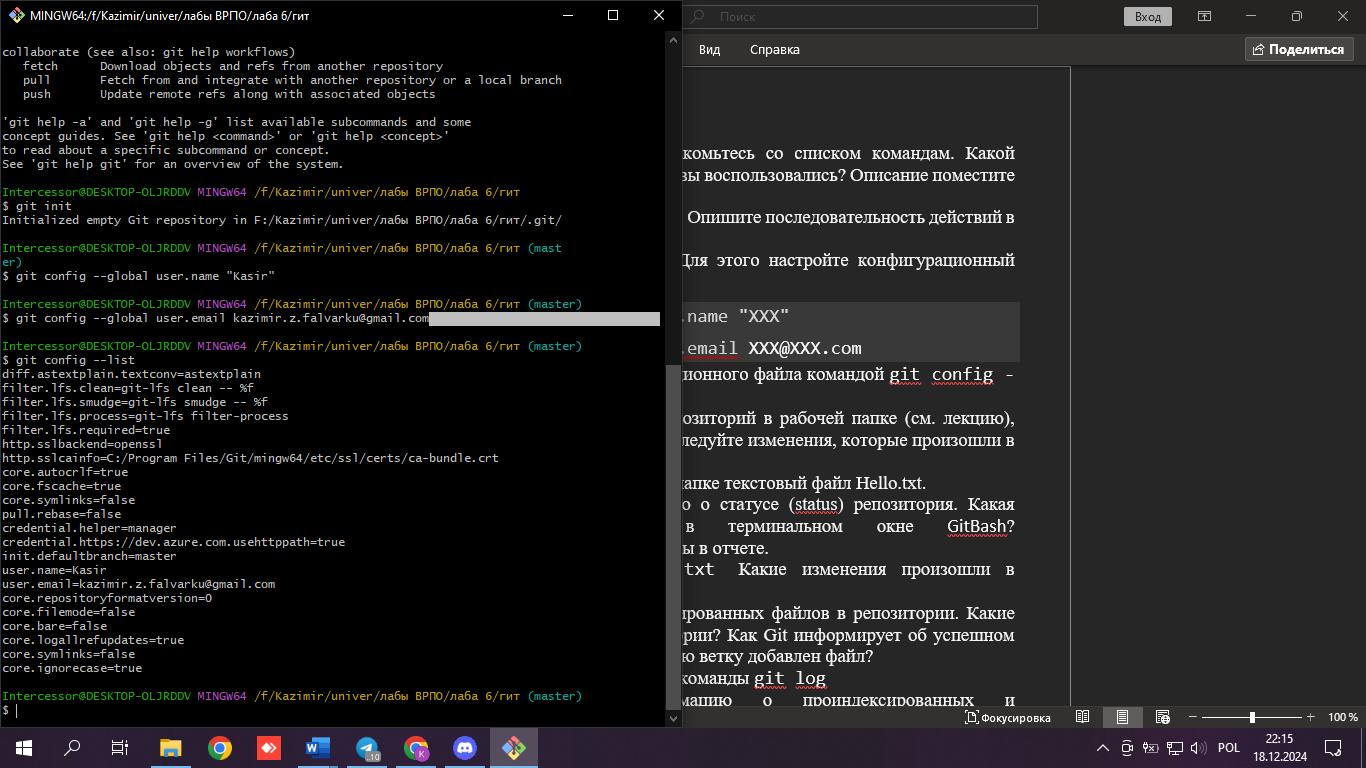 MINGW64:/f/Kazimir/univer/лабы ВРПО/лаба 6/гит
collaborate (see also: git help workflows)
fetch Download objects and refs from another repository
pull Fetch from and integrate with another repository or a local branch
push Update remote refs along with associated objects
'git help -a' and 'git help -g' list available subcommands and some
concept guides. See 'git help <command>' or 'git help <concept>'
to read about a specific subcommand or concept.
See 'git help git' for an overview of the system.
Intercessor@DESKTOP-OLJRDDV MINGW64 /f/Kazimir/univer/лабы ВРПО/лаба 6/гит
$ git init
Initialized empty Git repository in F:/Kazimir/univer/лабы ВРПО/лаба 6/гит/.git/
Intercessor@DESKTOP-OLJRDDV MINGW64 /f/Kazimir/univer/лабы ВРПО/лаба 6/гит (mast
er)
$ git config --global user.name "Kasir"
Intercessor@DESKTOP-OLJRDDV MINGW64 /f/Kazimir/univer/лабы ВРПО/лаба 6/гит (master)
$ git config --global user.email kazimir.z.falvarku@gmail.com
Intercessor@DESKTOP-OLJRDDV MINGW64 /f/Kazimir/univer/лабы ВРПО/лаба 6/гит (master)
$ git config --list
diff.astextplain.textconv=astextplain
filter.lfs.clean=git-lfs clean -- %f
filter.lfs.smudge=git-lfs smudge -- %f
filter.lfs.process=git-lfs filter-process
filter.lfs.required=true
http.sslbackend=openssl
http.sslcainfo=C:/Program Files/Git/mingw64/etc/ssl/certs/ca-bundle.crt
core.autocrlf=true
core.fscache=true
core.symlinks=false
pull.rebase=false
credential.helper=manager
credential.https://dev.azure.com.usehttppath=true
init.defaultbranch=master
user.name=Kasir
user.email=kazimir.z.falvarku@gmail.com
core.repositoryformatversion=0
core.filemode=false
core.bare=false
core.logallrefupdates=true
core.symlinks=false
core.ignorecase=true
Intercessor@DESKTOP-OLJRDDV MINGW64 /f/Kazimir/univer/лабы ВРПО/лаба 6/гит (master)
$
Поиск
Вход
Вид Справка
Поделиться
комьтесь со списком командам. Какой
вы воспользовались? Описание поместите
Опишите последовательность действий в
Для этого настройте конфигурационный
.name "XXX"
.email XXX@XXX.com
ционного файла командой git config -
позиторий в рабочей папке (см. лекцию),
ледуйте изменения, которые произошли в
папке текстовый файл Hello.txt.
ю о статусе (status) репозитория. Какая
в терминальном окне GitBash?
ы в отчете.
txt Какие изменения произошли в
ированных файлов в репозитории. Какие
рии? Как Git информирует об успешном
ю ветку добавлен файл?
команды git log
мацию о проиндексированных и
Фокусировка
100 %
10
K
POL
22:15
18.12.2024